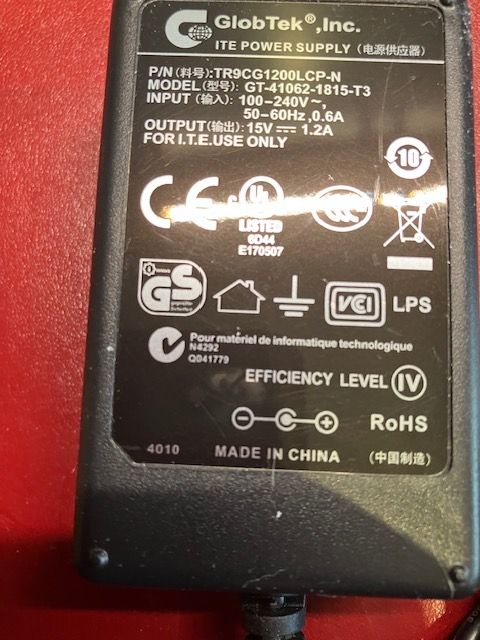 GlobTek®,Inc.
ITE POWER SUPPLY (电源供应器)
P/N (料号):TR9CG1200LCP-N
MODEL(型号): GT-41062-1815-T3
INPUT (输入): 100-240V~,
50-60Hz,0.6A
OUTPUT(输出): 15V⎓1.2A
FOR I.T.E.USE ONLY
10
CE
c UL
LISTED
6D44
E170507
CCC
GS
VCI
LPS
Pour matériel de informatique technologique
N4292
Q041779
EFFICIENCY LEVEL IV
RoHS
4010
MADE IN CHINA
(中国制造)